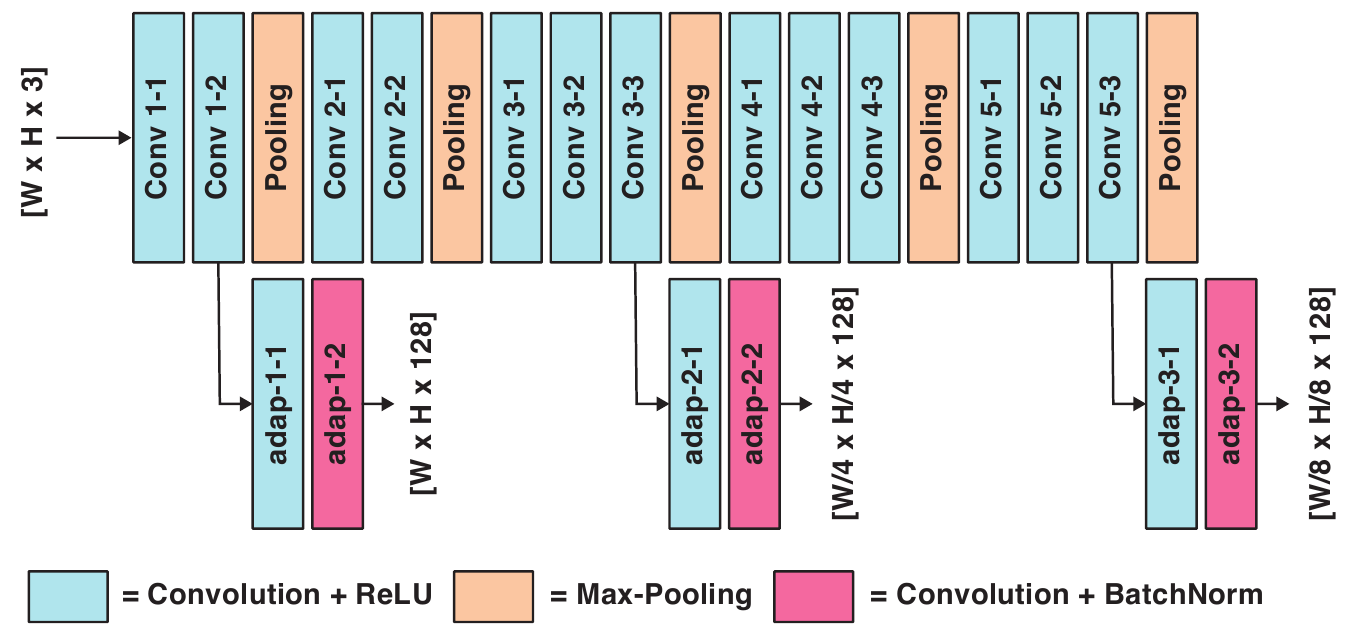 [W x H x 3]
Conv 1-1
Conv 1-2
Pooling
Conv 2-1
Conv 2-2
Pooling
Conv 3-1
Conv 3-2
Conv 3-3
Pooling
Conv 4-1
Conv 4-2
Conv 4-3
Pooling
Conv 5-1
Conv 5-2
Conv 5-3
Pooling
adap-1-1
adap-1-2
[W x H x 128]
adap-2-1
adap-2-2
[W/4 x H/4 x 128]
adap-3-1
adap-3-2
[W/8 x H/8 x 128]
= Convolution + ReLU
= Max-Pooling
= Convolution + BatchNorm